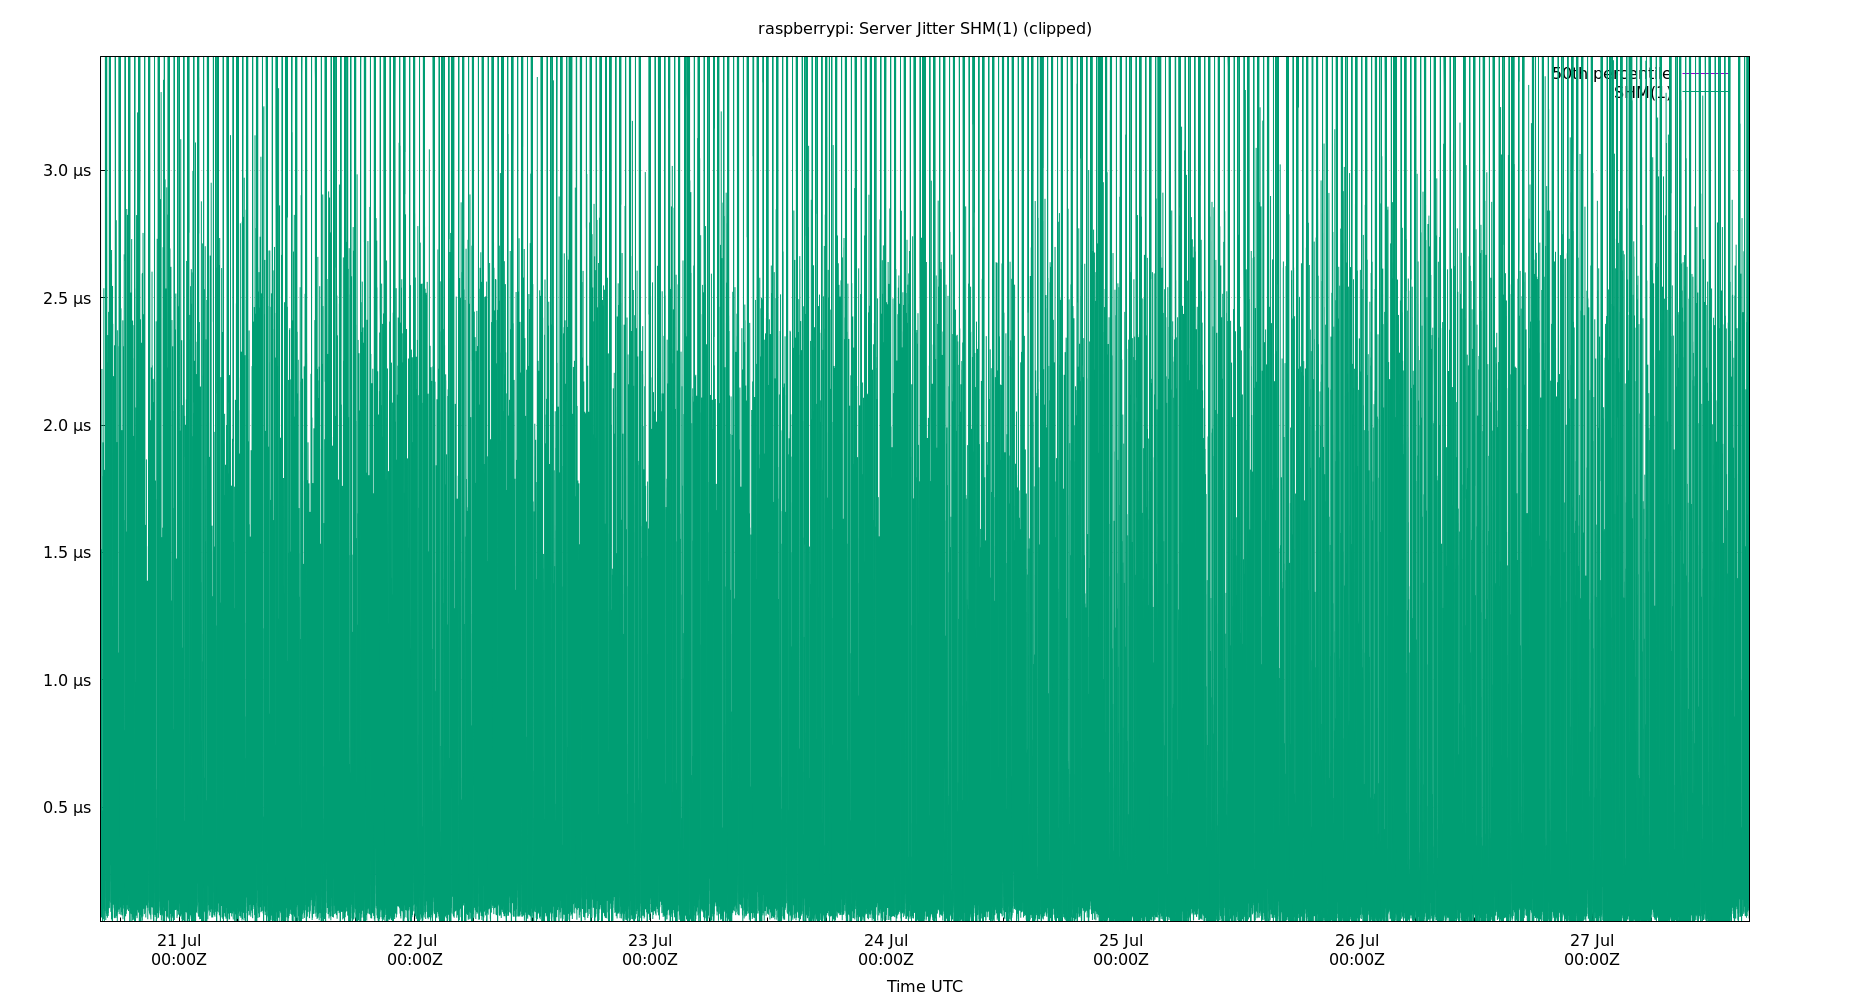 raspberrypi: Server Jitter SHM(1) (clipped)
50th percentile
SHM(1)
3.0 µs
2.5 µs
2.0 µs
1.5 µs
1.0 µs
0.5 µs
21 Jul 22 Jul 23 Jul 24 Jul 25 Jul 26 Jul 27 Jul
00:00Z 00:00Z 00:00Z 00:00Z 00:00Z 00:00Z 00:00Z
Time UTC